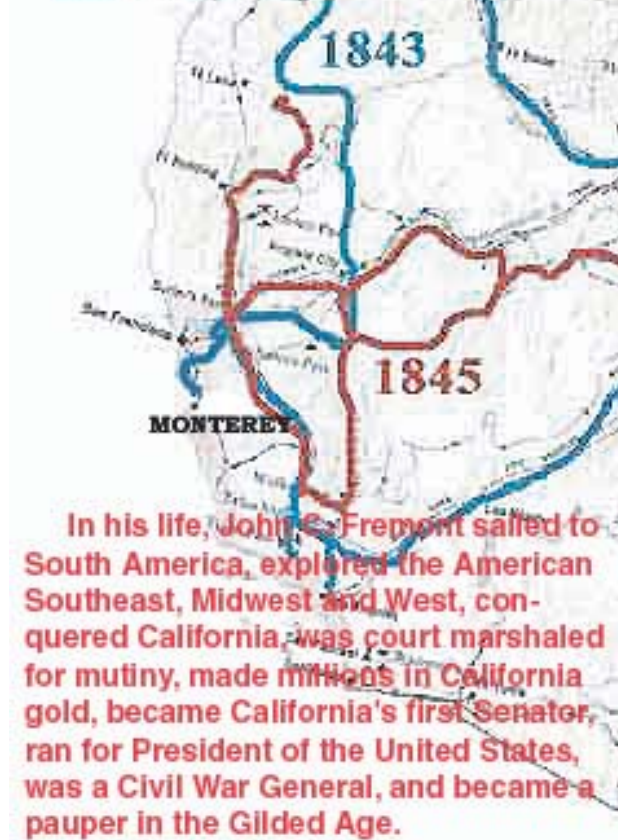 1843
San Francisco
1845
MONTEREY
In his life, John C. Fremont sailed to
South America, explored the American
Southeast, Midwest and West, con-
quered California, was court marshaled
for mutiny, made millions in California
gold, became California's first Senator,
ran for President of the United States,
was a Civil War General, and became a
pauper in the Gilded Age.